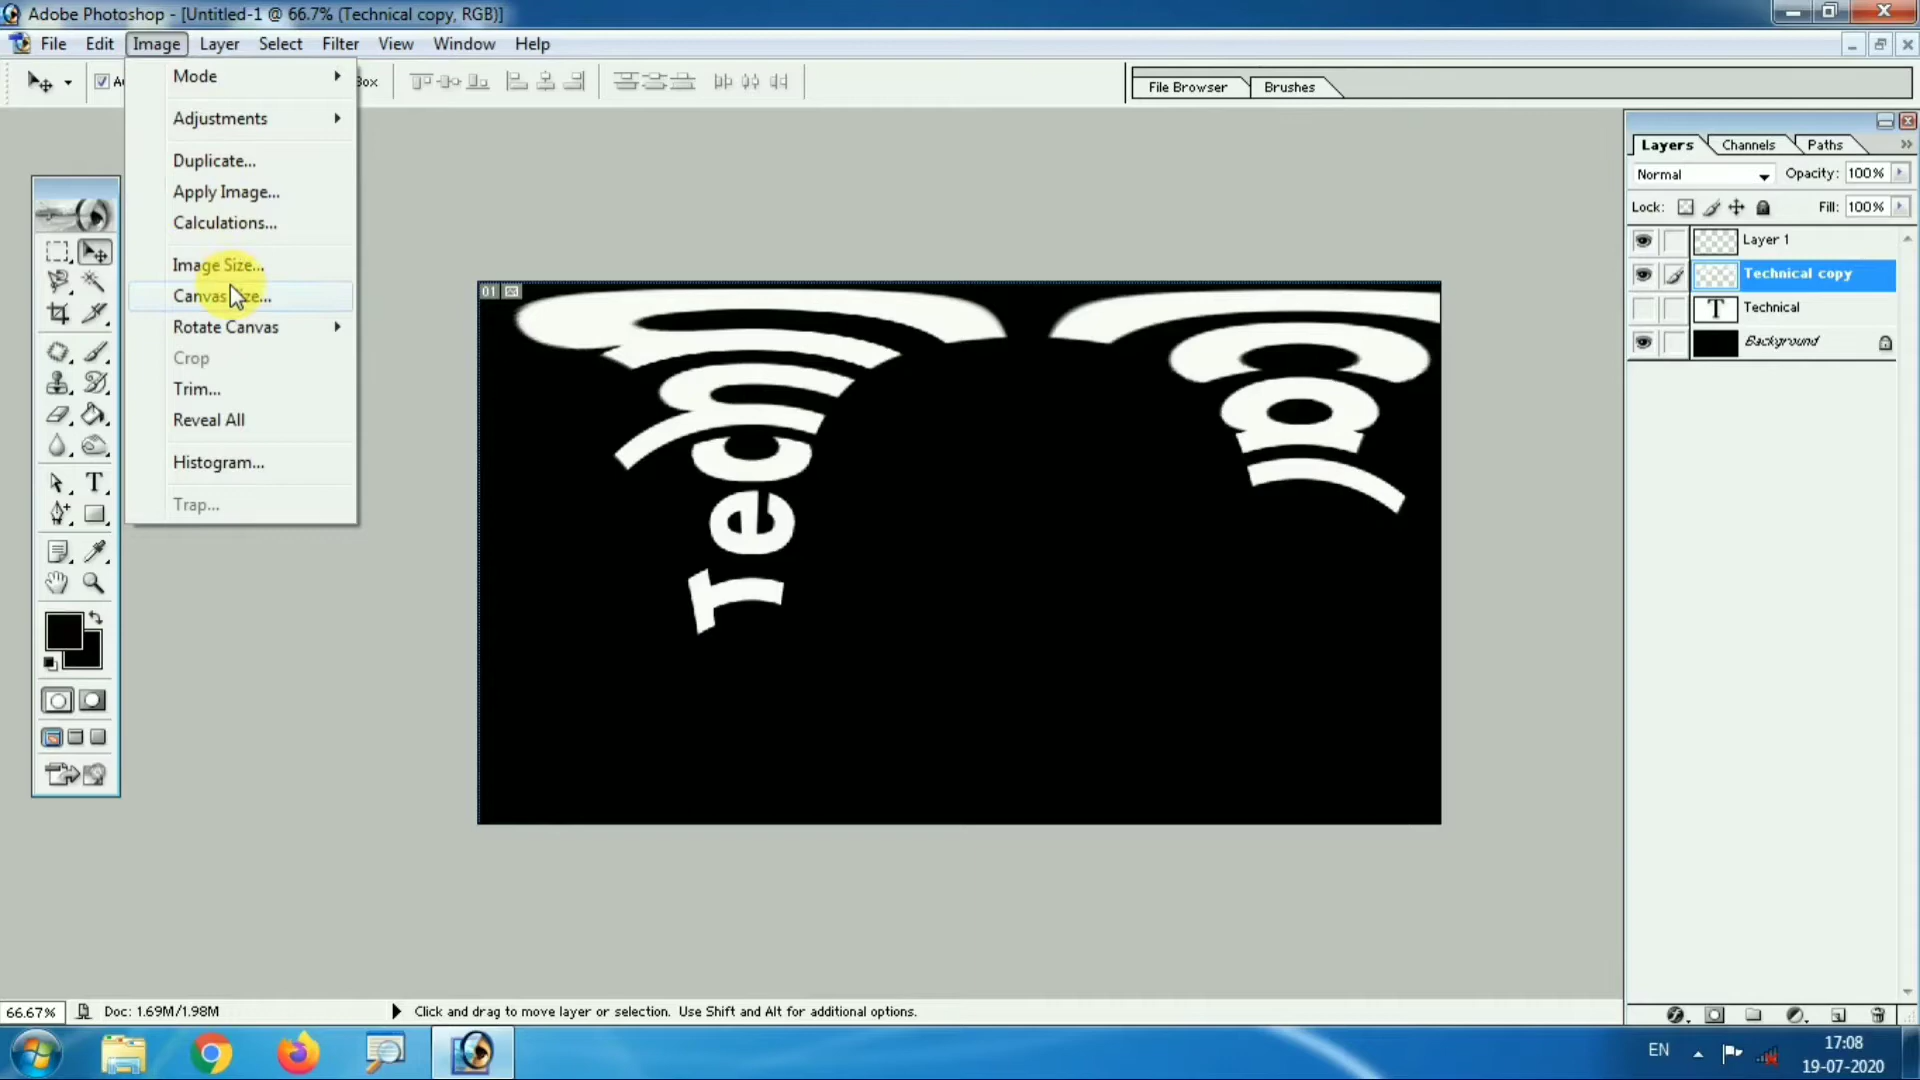 Adobe Photoshop - [Untitled-1 @ 66.7% (Technical copy, RGB)]
File Edit Image Layer Select Filter View Window Help
File Browser Brushes
Mode
Adjustments
Duplicate...
Apply Image...
Calculations...
Image Size...
Canvas Size...
Rotate Canvas
Crop
Trim...
Reveal All
Histogram...
Trap...
01
Technical
Layers Channels Paths
Normal Opacity: 100%
Lock: Fill: 100%
Layer 1
Technical copy
T Technical
Background
66.67% Doc: 1.69M/1.98M Click and drag to move layer or selection. Use Shift and Alt for additional options.
EN 17:08
19-07-2020